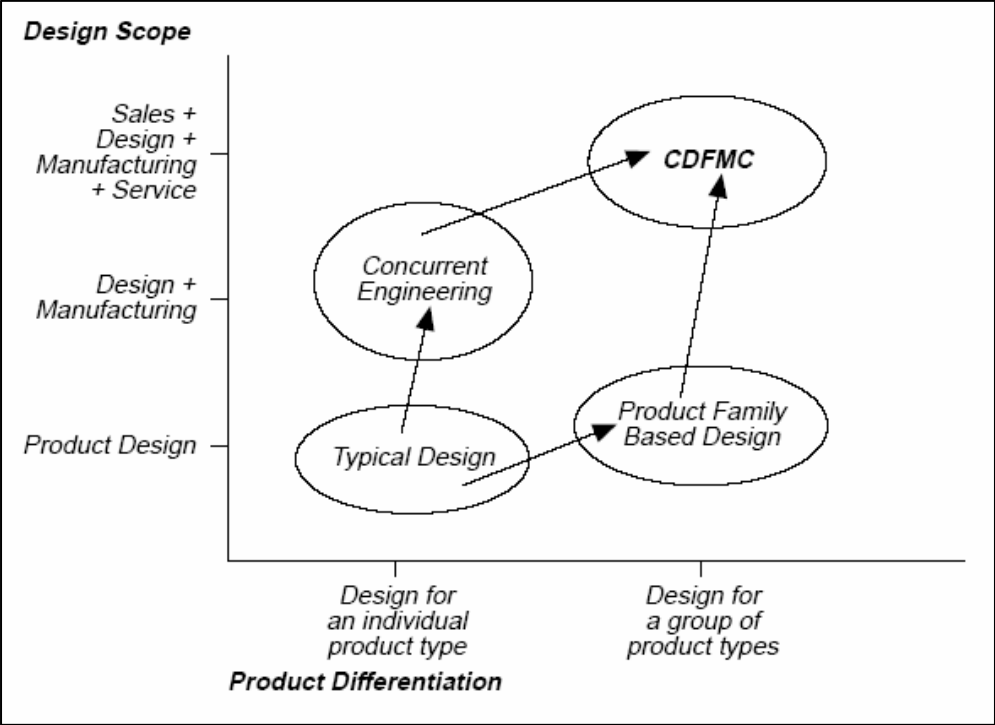 Design Scope
Sales +
Design +
Manufacturing
+ Service
CDFMC
Concurrent
Engineering
Design +
Manufacturing
Product Family
Based Design
Product Design
Typical Design
Design for
an individual
product type
Design for
a group of
product types
Product Differentiation